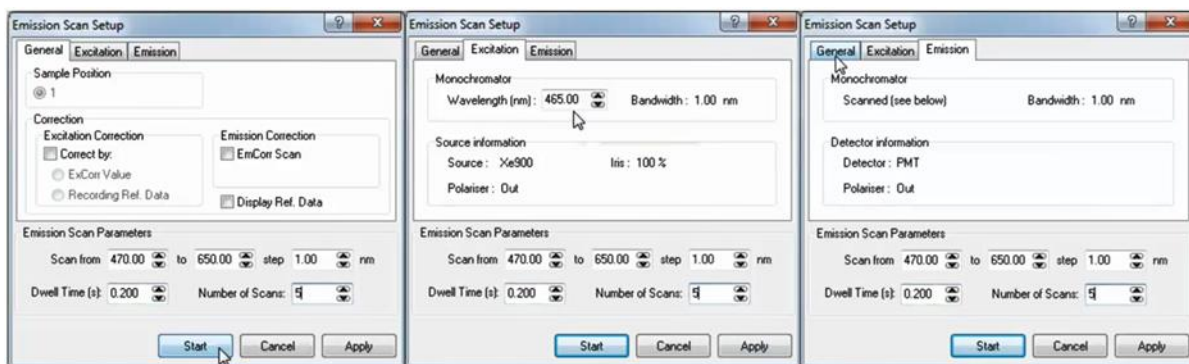 Emission Scan Setup
General Excitation Emission
Sample Position
1
Correction
Excitation Correction
Correct by:
ExCorr Value
Recording Ref. Data
Emission Correction
EmCorr Scan
Display Ref. Data
Emission Scan Parameters
Scan from 470.00 to 650.00 step 1.00 nm
Dwell Time (s): 0.200 Number of Scans: 5
Start Cancel Apply
Emission Scan Setup
General Excitation Emission
Monochromator
Wavelength (nm) : 465.00 Bandwidth : 1.00 nm
Source information
Source : Xe900 Iris : 100 %
Polariser : Out
Emission Scan Parameters
Scan from 470.00 to 650.00 step 1.00 nm
Dwell Time (s): 0.200 Number of Scans: 5
Start Cancel Apply
Emission Scan Setup
General Excitation Emission
Monochromator
Scanned (see below) Bandwidth : 1.00 nm
Detector information
Detector : PMT
Polariser : Out
Emission Scan Parameters
Scan from 470.00 to 650.00 step 1.00 nm
Dwell Time (s): 0.200 Number of Scans: 5
Start Cancel Apply